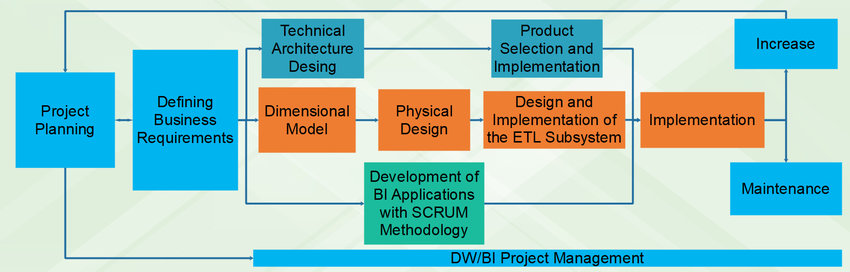 Project
Planning
Defining
Business
Requirements
Technical
Architecture
Desing
Product
Selection and
Implementation
Dimensional
Model
Physical
Design
Design and
Implementation of
the ETL Subsystem
Implementation
Development of
BI Applications
with SCRUM
Methodology
Increase
Maintenance
DW/BI Project Management